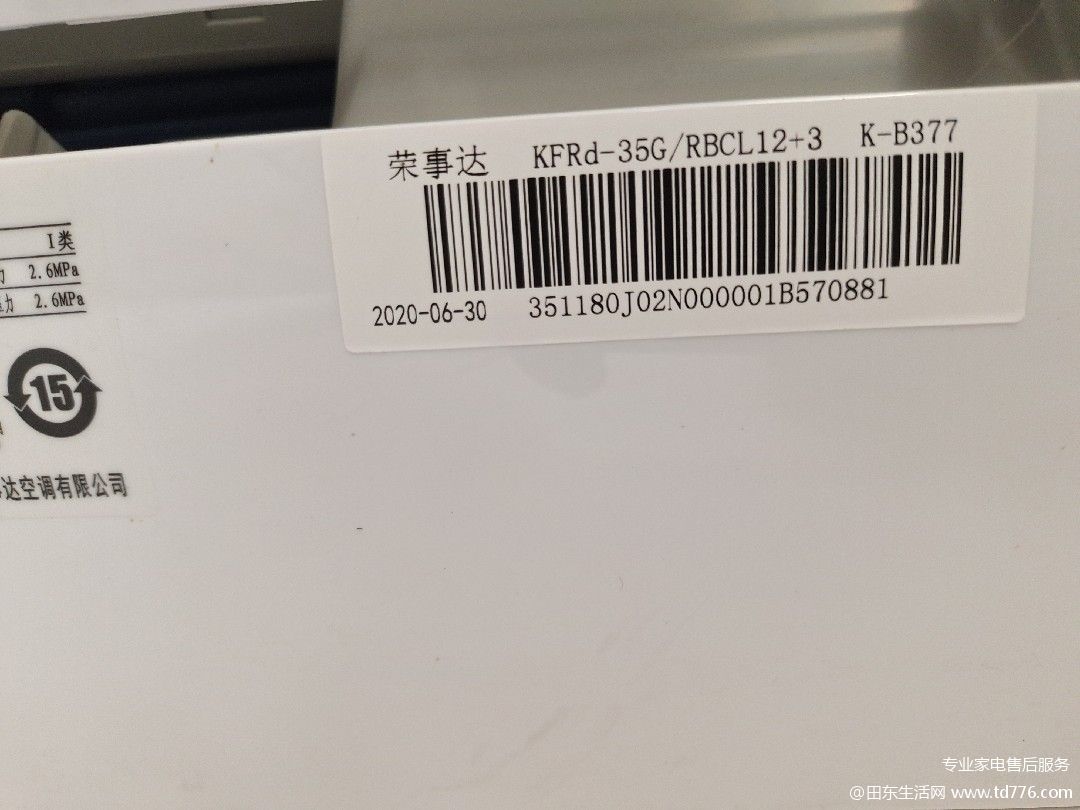 荣事达 KFRd-35G/RBCL12+3 K-B377
2020-06-30 351180J02N000001B570881
I类
力 2.6MPa
力 2.6MPa
15
达空调有限公司
专业家电售后服务
@田东生活网 www.td776.com